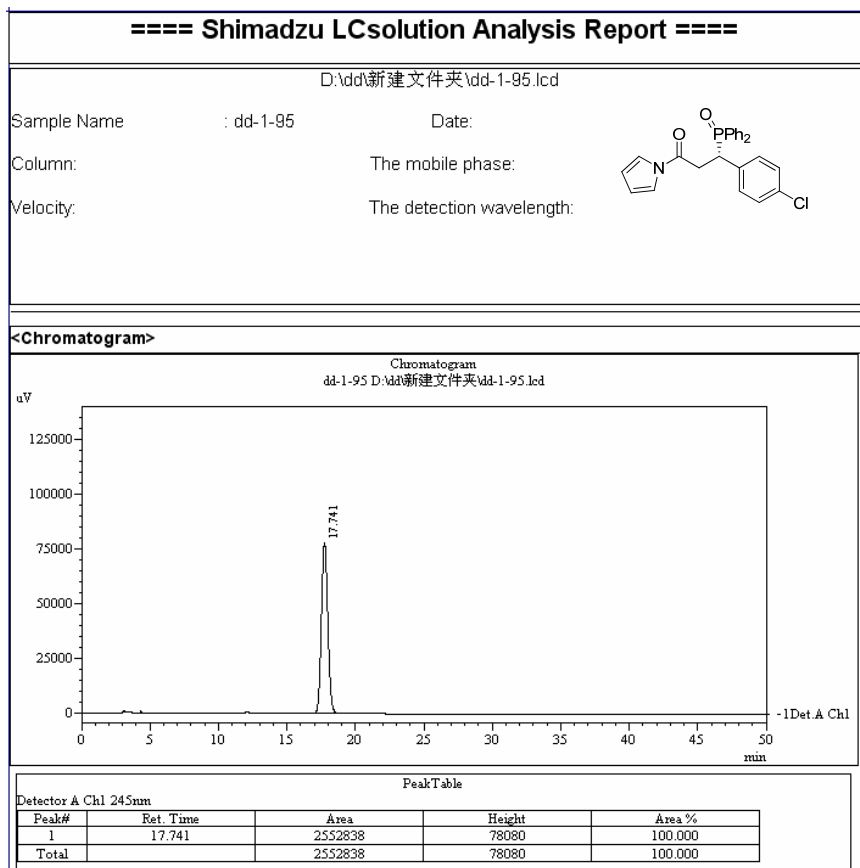 ==== Shimadzu LCsolution Analysis Report ====
D:\dd\新建文件夹\dd-1-95.lcd
Sample Name : dd-1-95 Date:
Column: The mobile phase:
Velocity: The detection wavelength:
O
O PPh2
N
Cl
<Chromatogram>
Chromatogram
dd-1-95 D:\dd\新建文件夹\dd-1-95.lcd
uV
125000
100000
75000
50000
25000
0
17.741
-1Det.A Ch1
0 5 10 15 20 25 30 35 40 45 50
min
PeakTable
Detector A Ch1 245nm
Peak# Ret. Time Area Height Area %
1 17.741 2552838 78080 100.000
Total 2552838 78080 100.000